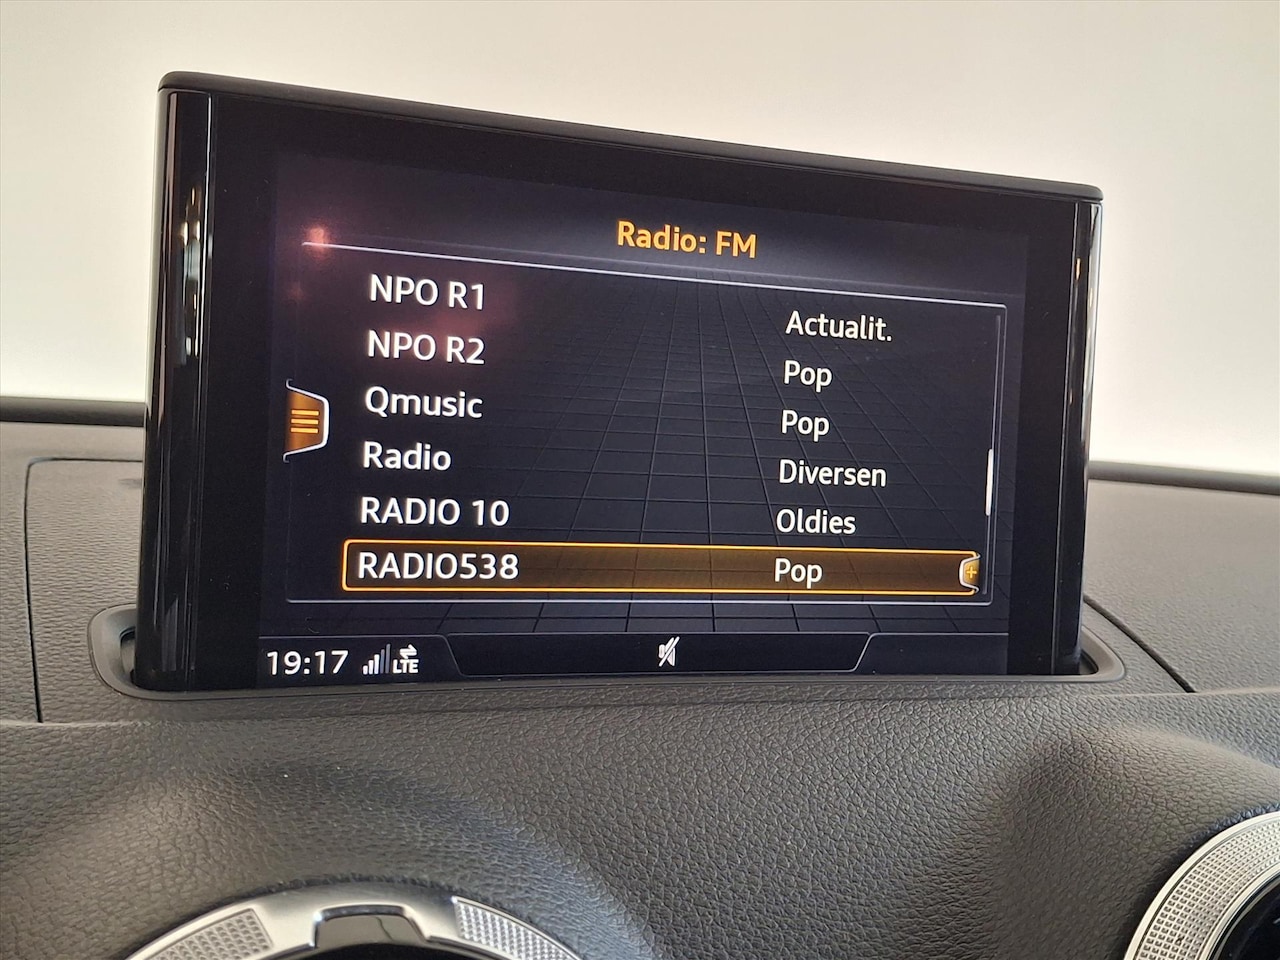 Radio: FM
NPO R1 Actualit.
NPO R2 Pop
Qmusic Pop
Radio Diversen
RADIO 10 Oldies
RADIO538 Pop
19:17 LTE